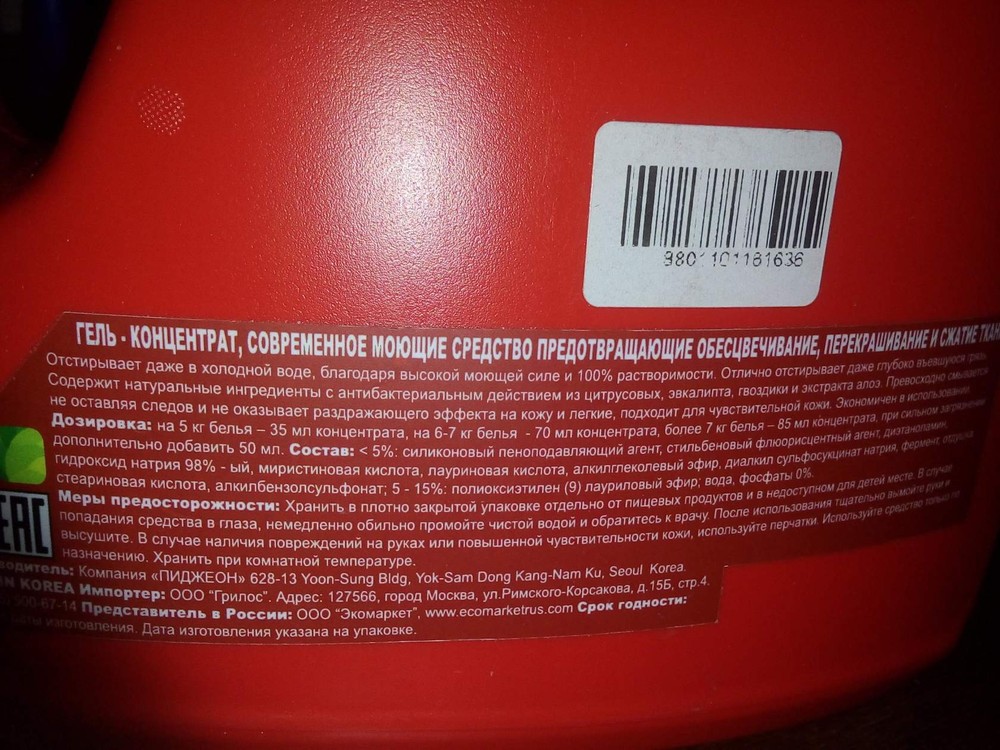 8801101161636
ГЕЛЬ - КОНЦЕНТРАТ, СОВРЕМЕННОЕ МОЮЩИЕ СРЕДСТВО ПРЕДОТВРАЩАЮЩИЕ ОБЕСЦВЕЧИВАНИЕ, ПЕРЕКРАШИВАНИЕ И СЖАТИЕ
Отстирывает даже в холодной воде, благодаря высокой моющей силе и 100% растворимости. Отлично отстирывает даже глубоко въевшуюся грязь.
Содержит натуральные ингредиенты с антибактериальным действием из цитрусовых, эвкалипта, гвоздики и экстракта алоэ. Превосходно смывается
не оставляя следов и не оказывает раздражающего эффекта на кожу и легкие, подходит для чувствительной кожи. Экономичен в использовании.
Дозировка: на 5 кг белья – 35 мл концентрата, на 6-7 кг белья - 70 мл концентрата, более 7 кг белья – 85 мл концентрата, при сильном загрязнении
дополнительно добавить 50 мл. Состав: < 5%: силиконовый пеноподавляющий агент, стильбеновый флюорисцентный агент, диэтаноламин,
гидроксид натрия 98% - ый, миристиновая кислота, лауриновая кислота, алкилглеколевый эфир, диалкил сульфосукцинат натрия, фермент, отдушка,
стеариновая кислота, алкилбензолсульфонат; 5 - 15%: полиоксиэтилен (9) лауриловый эфир; вода, фосфаты 0%.
Меры предосторожности: Хранить в плотно закрытой упаковке отдельно от пищевых продуктов и в недоступном для детей месте. В случае
попадания средства в глаза, немедленно обильно промойте чистой водой и обратитесь к врачу. После использования тщательно вымойте руки и
высушите. В случае наличия повреждений на руках или повышенной чувствительности кожи, используйте перчатки. Используйте средство только по
назначению. Хранить при комнатной температуре.
EAC
Компания «ПИДЖЕОН» 628-13 Yoon-Sung Bldg, Yok-Sam Dong Kang-Nam Ku, Seoul Korea.
KOREA Импортер: ООО “Грилос”. Адрес: 127566, город Москва, ул.Римского-Корсакова, д.15Б, стр.4.
500-67-14 Представитель в России: ООО “Экомаркет”, www.ecomarketrus.com Срок годности:
даты изготовления. Дата изготовления указана на упаковке.